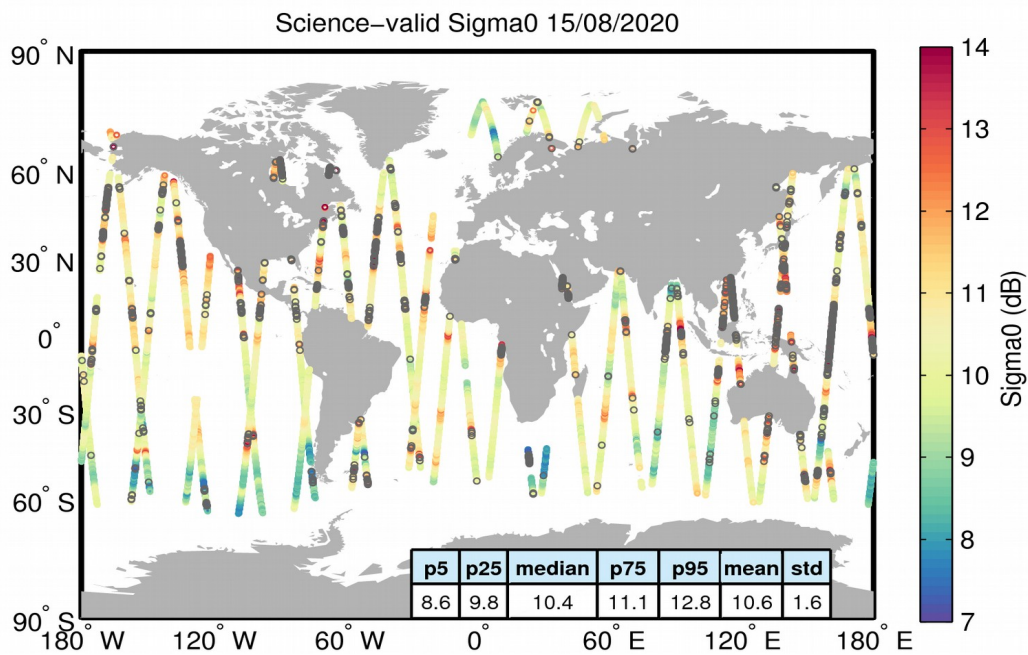 Science−valid Sigma0 15/08/2020
90° N
60° N
30° N
0°
30° S
60° S
90° S
180° W
120° W
60° W
0°
60° E
120° E
180° E
p5 p25 median p75 p95 mean std
8.6 9.8 10.4 11.1 12.8 10.6 1.6
14
13
12
11
10
9
8
7
Sigma0 (dB)